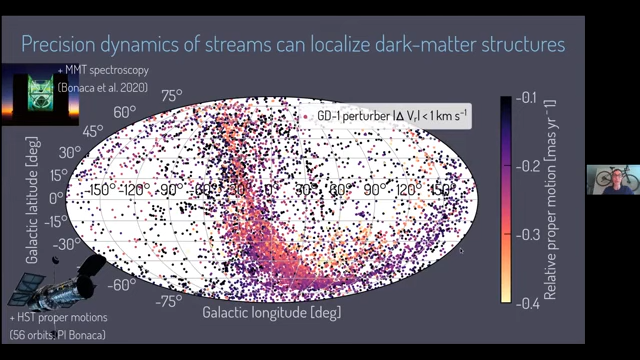 Precision dynamics of streams can localize dark-matter structures
+ MMT spectroscopy
(Bonaca et al. 2020)
GD-1 perturber |Δ Vr| < 1 km s⁻¹
75°
60°
45°
30°
15°
0°
-15°
-30°
-60°
-75°
-150° -120° -90° -60° 0° 30° 60° 90° 120° 150°
Galactic latitude [deg]
Galactic longitude [deg]
-0.1
-0.2
-0.3
-0.4
Relative proper motion [mas yr⁻¹]
+ HST proper motions
(56 orbits, PI Bonaca)